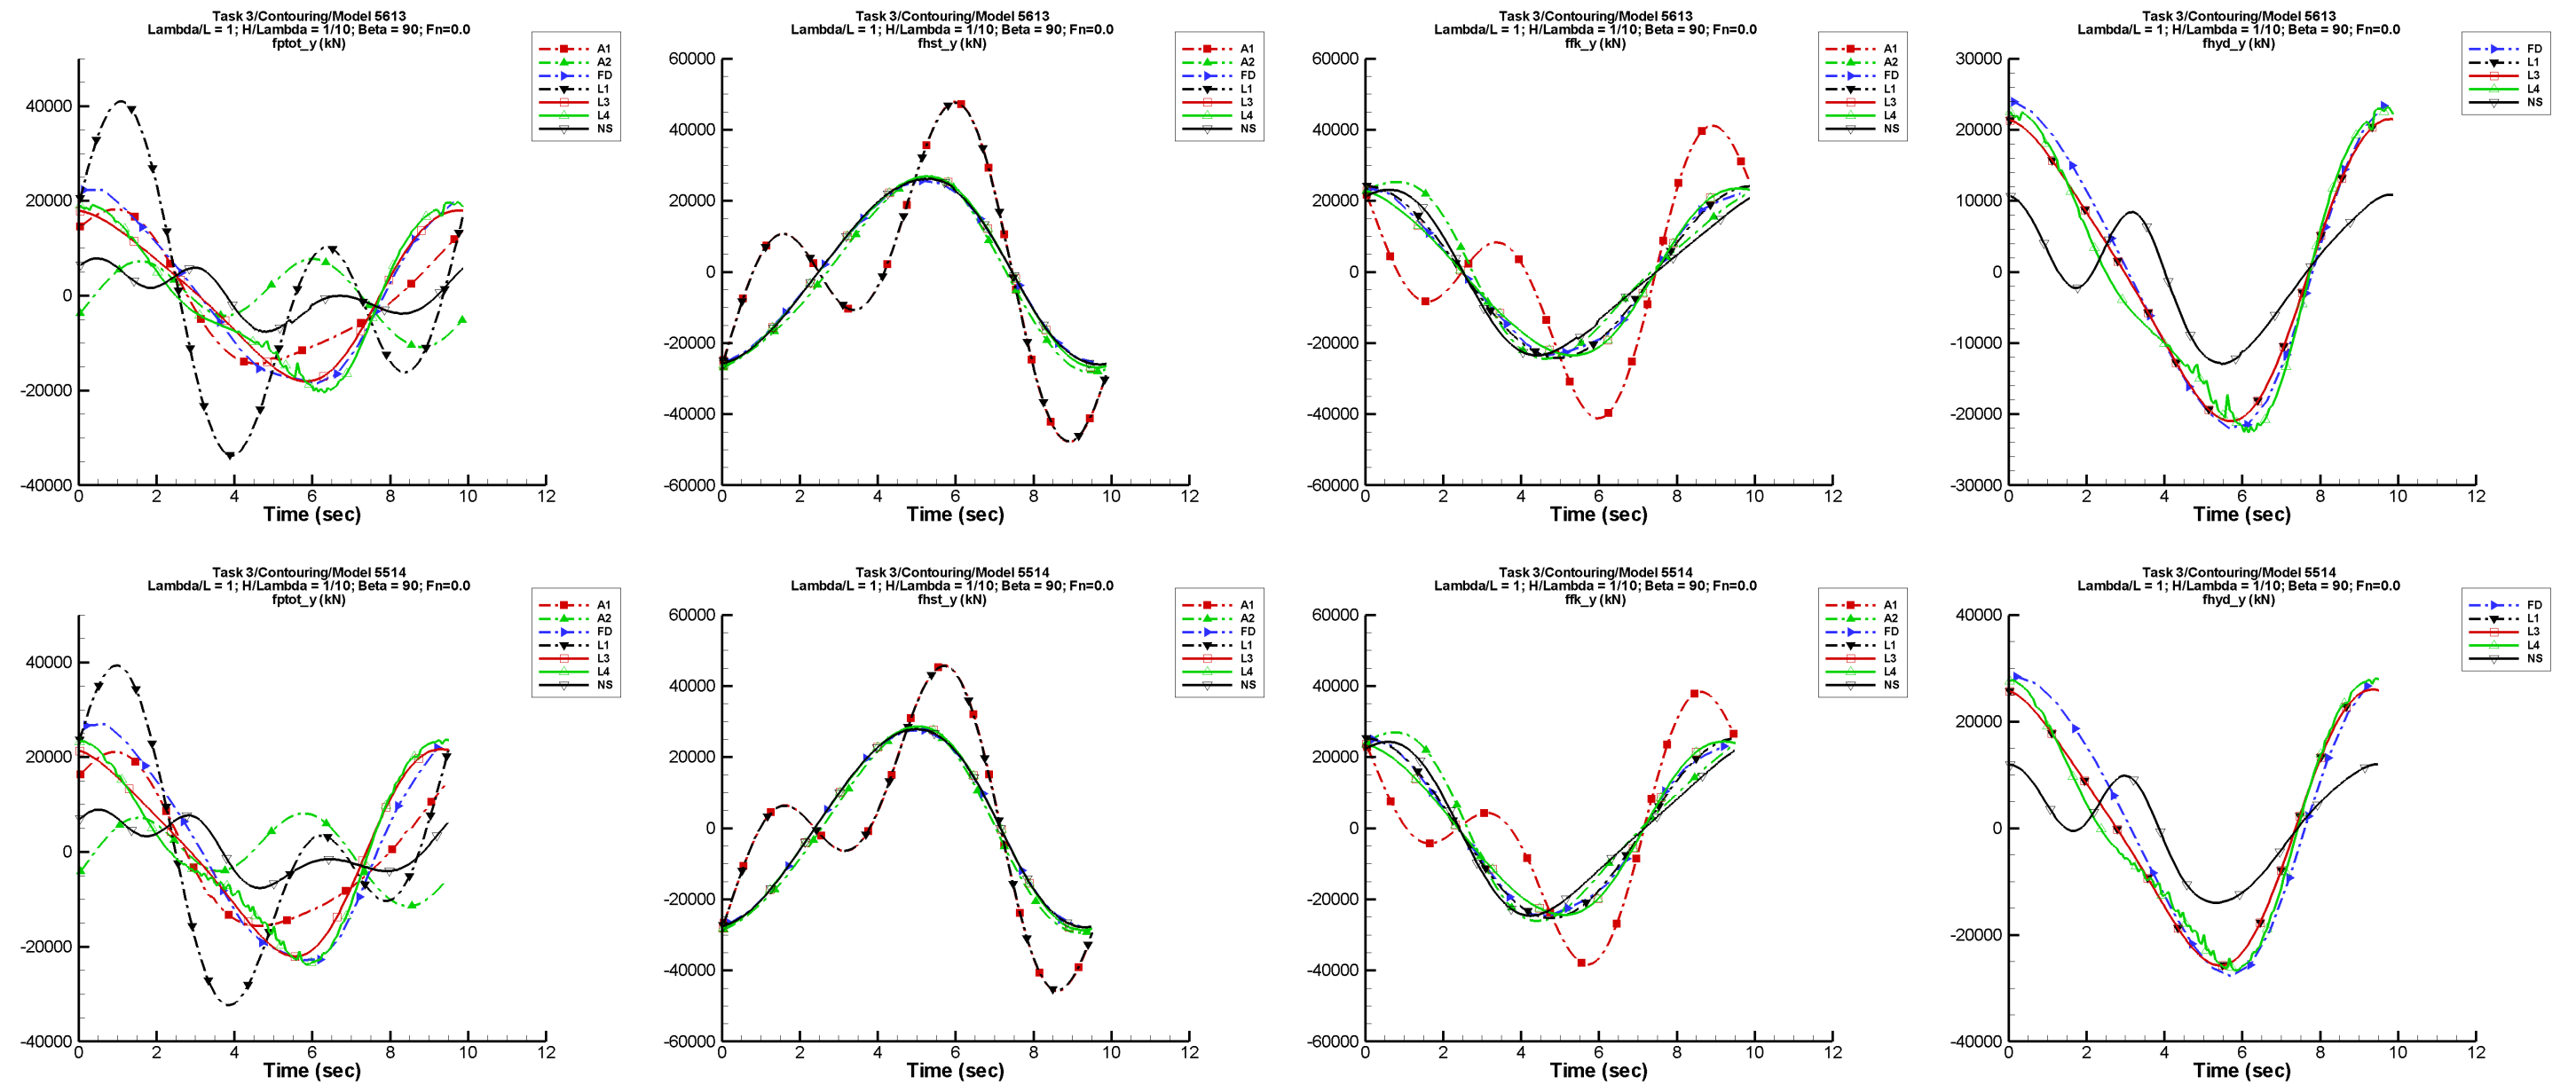 Task 3/Contouring/Model 5613
Lambda/L = 1; H/Lambda = 1/10; Beta = 90; Fn=0.0
fptot_y (kN)
A1
A2
FD
L1
L3
L4
NS
40000
20000
0
-20000
-40000
0 2 4 6 8 10 12
Time (sec)
Task 3/Contouring/Model 5613
Lambda/L = 1; H/Lambda = 1/10; Beta = 90; Fn=0.0
fhst_y (kN)
A1
A2
FD
L1
L3
L4
NS
60000
40000
20000
0
-20000
-40000
-60000
0 2 4 6 8 10 12
Time (sec)
Task 3/Contouring/Model 5613
Lambda/L = 1; H/Lambda = 1/10; Beta = 90; Fn=0.0
ffk_y (kN)
A1
A2
FD
L1
L3
L4
NS
60000
40000
20000
0
-20000
-40000
-60000
0 2 4 6 8 10 12
Time (sec)
Task 3/Contouring/Model 5613
Lambda/L = 1; H/Lambda = 1/10; Beta = 90; Fn=0.0
fhyd_y (kN)
FD
L1
L3
L4
NS
30000
20000
10000
0
-10000
-20000
-30000
0 2 4 6 8 10 12
Time (sec)
Task 3/Contouring/Model 5514
Lambda/L = 1; H/Lambda = 1/10; Beta = 90; Fn=0.0
fptot_y (kN)
A1
A2
FD
L1
L3
L4
NS
40000
20000
0
-20000
-40000
0 2 4 6 8 10 12
Time (sec)
Task 3/Contouring/Model 5514
Lambda/L = 1; H/Lambda = 1/10; Beta = 90; Fn=0.0
fhst_y (kN)
A1
A2
FD
L1
L3
L4
NS
60000
40000
20000
0
-20000
-40000
-60000
0 2 4 6 8 10 12
Time (sec)
Task 3/Contouring/Model 5514
Lambda/L = 1; H/Lambda = 1/10; Beta = 90; Fn=0.0
ffk_y (kN)
A1
A2
FD
L1
L3
L4
NS
60000
40000
20000
0
-20000
-40000
-60000
0 2 4 6 8 10 12
Time (sec)
Task 3/Contouring/Model 5514
Lambda/L = 1; H/Lambda = 1/10; Beta = 90; Fn=0.0
fhyd_y (kN)
FD
L1
L3
L4
NS
40000
20000
0
-20000
-40000
0 2 4 6 8 10 12
Time (sec)